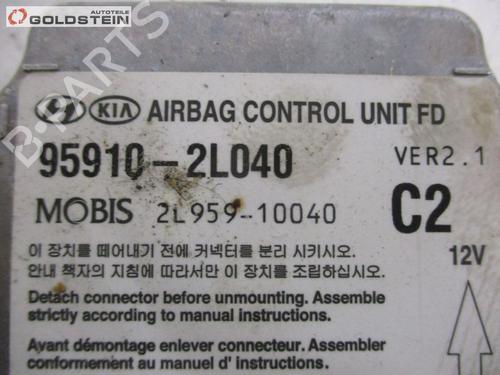 GOLDSTEIN
B-PARTS
KIA AIRBAG CONTROL UNIT FD
95910-2L040 VER2.1
MOBIS 2L959-10040 C2
이 장치를 떼어내기 전에 커넥터를 분리 시키시오.
안내 책자의 지침에 따라서만 이 장치를 조립하십시오. 12V
Detach connector before unmounting. Assemble
strictly according to manual instructions.
Avant démontage enlever connecteur. Assembler
conformement au manuel d' instructions.